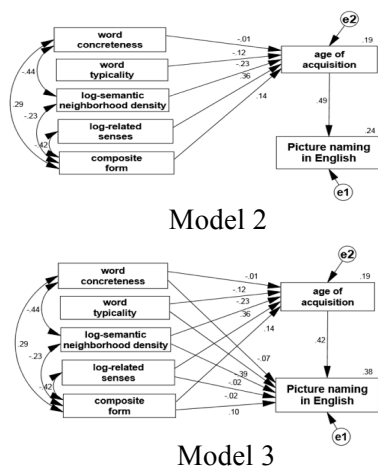 e2
.19
word
concreteness
-.01
age of
acquisition
-.12
word
typicality
-.44
-.23
log-semantic
neighborhood density
.36
.29
-.23
.14
.49
log-related
senses
-.42
.24
composite
form
Picture naming
in English
e1
Model 2
e2
.19
word
concreteness
-.01
age of
acquisition
-.12
word
typicality
-.23
-.44
.36
log-semantic
neighborhood density
.14
.29
-.07
.42
-.23
log-related
senses
-.39
.38
-.02
-.42
-.02
Picture naming
in English
composite
form
.10
e1
Model 3